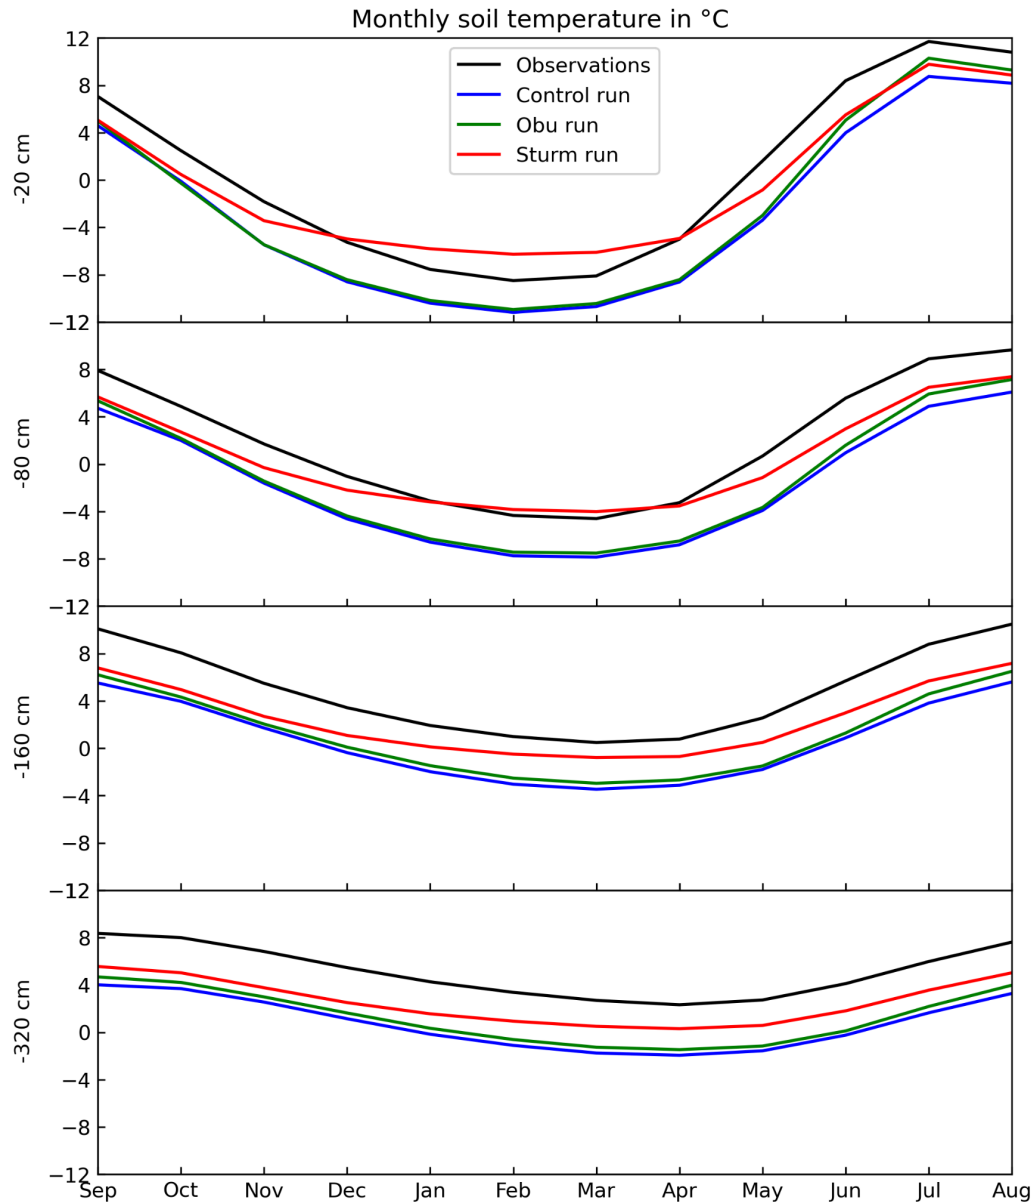 Monthly soil temperature in °C
12
8
4
0
−4
−8
−12
-20 cm
Observations
Control run
Obu run
Sturm run
8
4
0
−4
−8
−12
-80 cm
8
4
0
−4
−8
−12
-160 cm
8
4
0
−4
−8
−12
-320 cm
Sep Oct Nov Dec Jan Feb Mar Apr May Jun Jul Aug